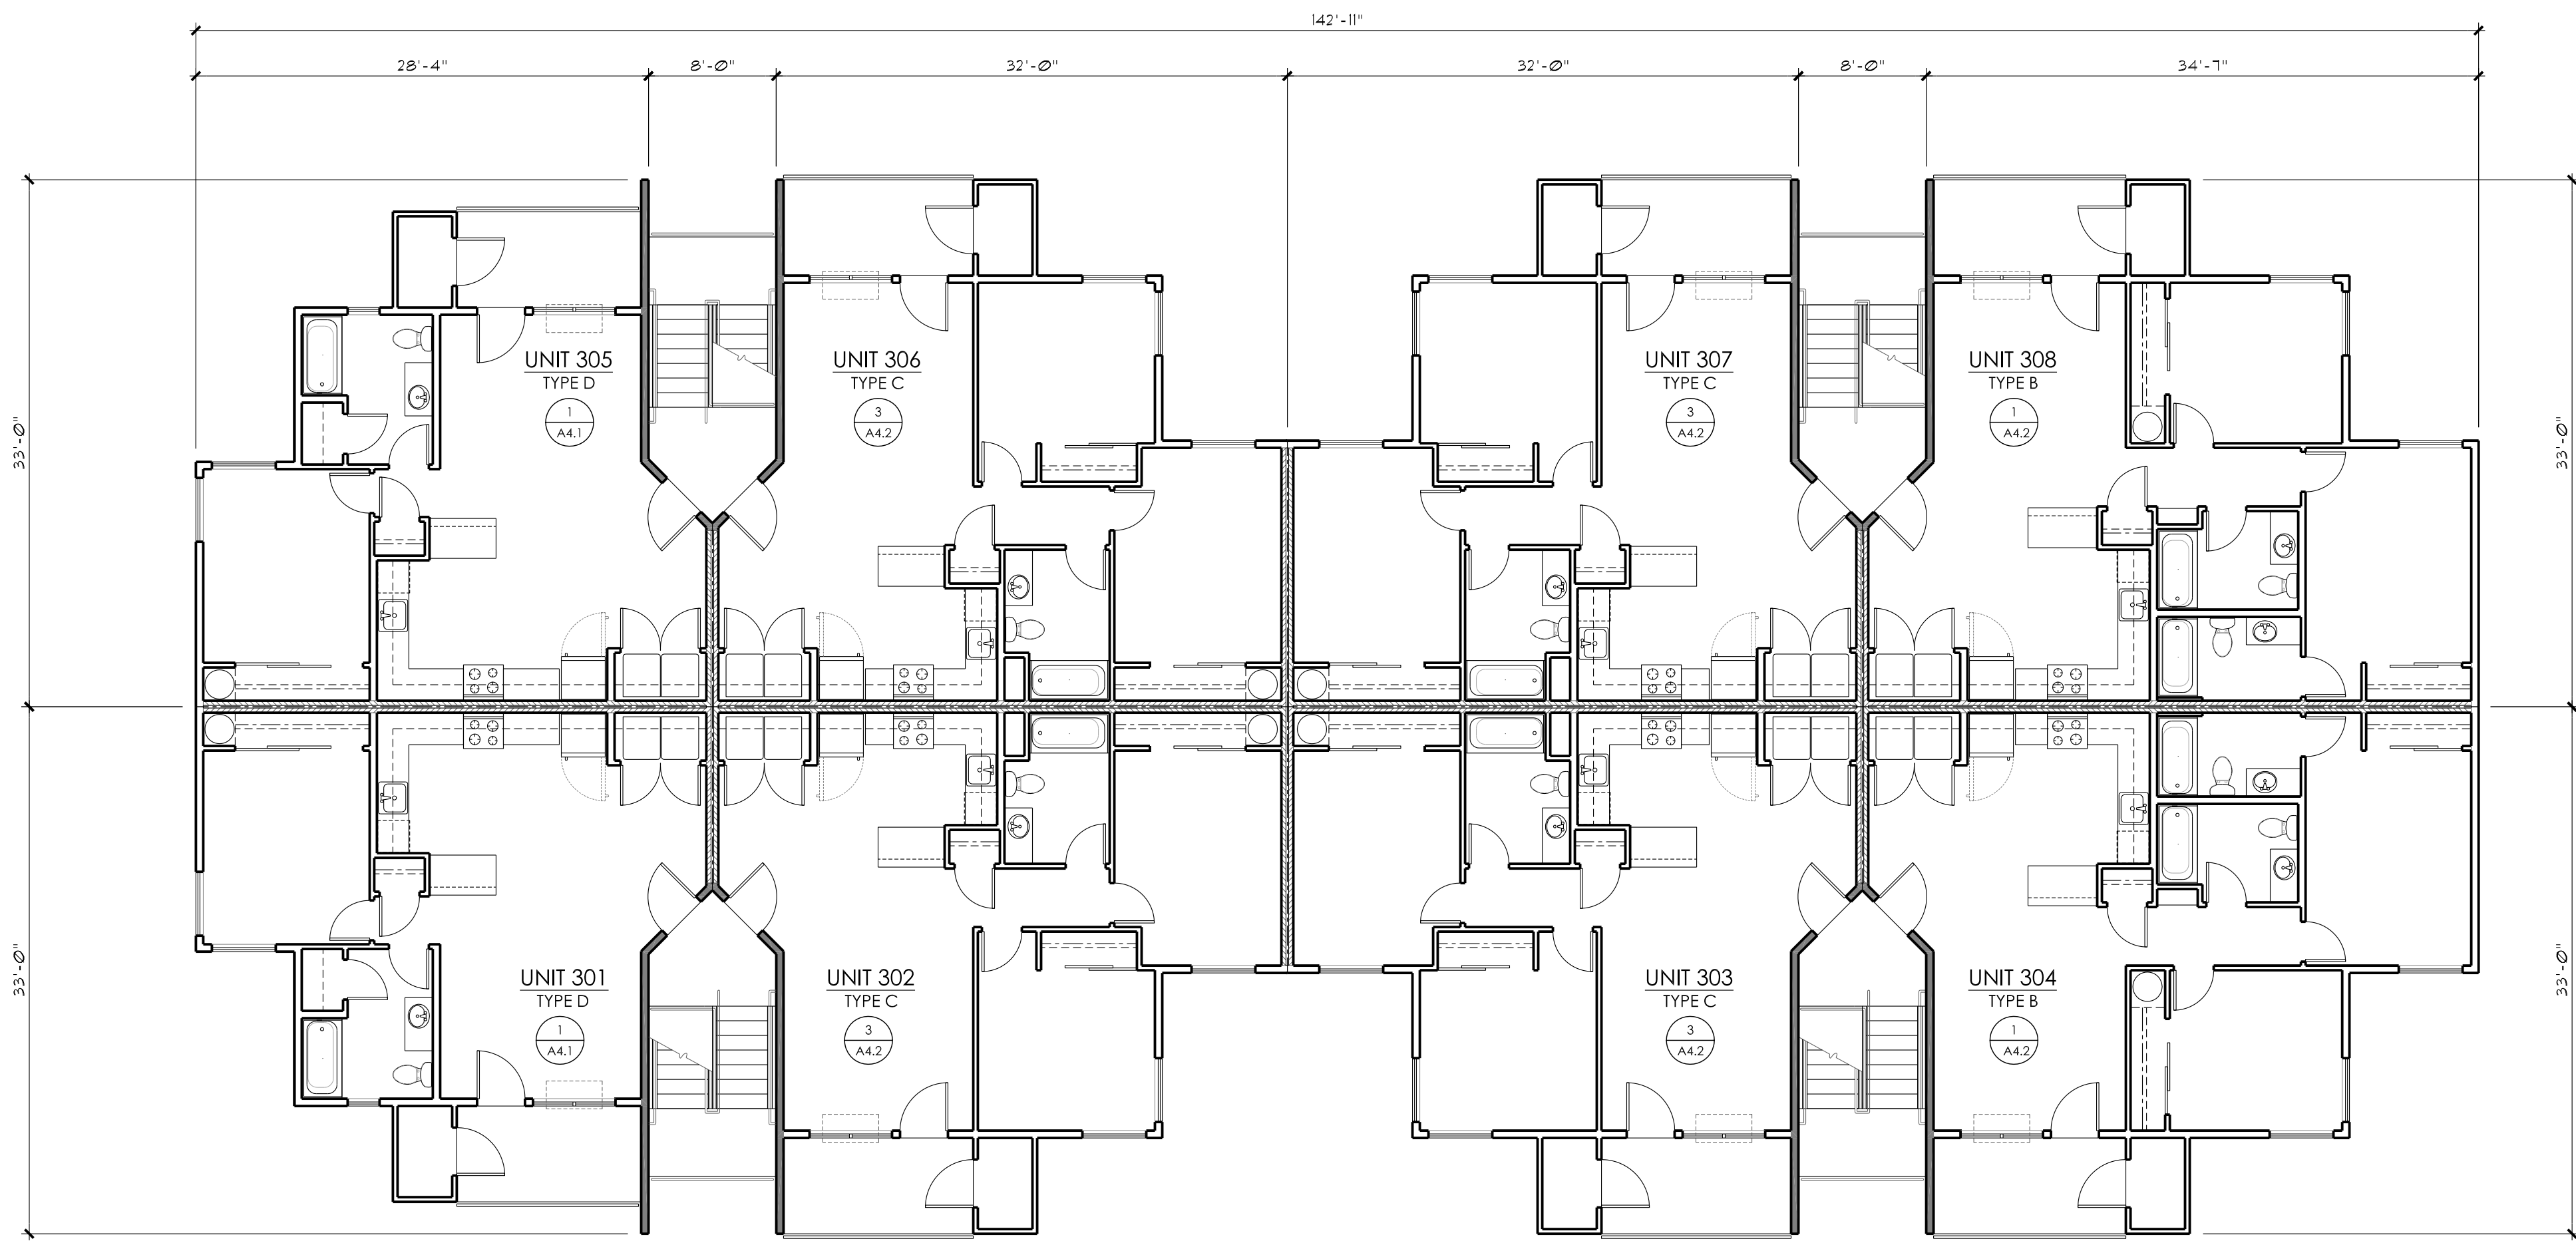 142'-11"
28'-4"
8'-0"
32'-0"
32'-0"
8'-0"
34'-7"
33'-0"
33'-0"
UNIT 305
TYPE D
1
A4.1
UNIT 306
TYPE C
3
A4.2
UNIT 307
TYPE C
3
A4.2
UNIT 308
TYPE B
1
A4.2
33'-0"
33'-0"
UNIT 301
TYPE D
1
A4.1
UNIT 302
TYPE C
3
A4.2
UNIT 303
TYPE C
3
A4.2
UNIT 304
TYPE B
1
A4.2